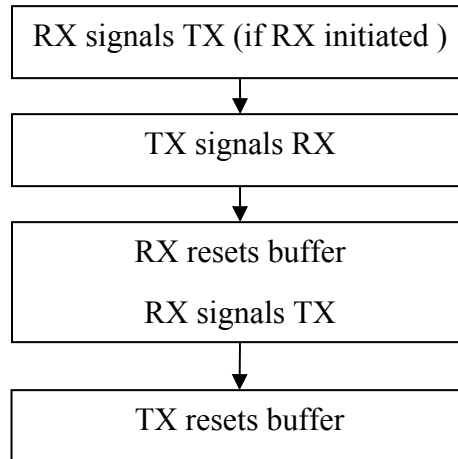 RX signals TX (if RX initiated )
TX signals RX
RX resets buffer
RX signals TX
TX resets buffer